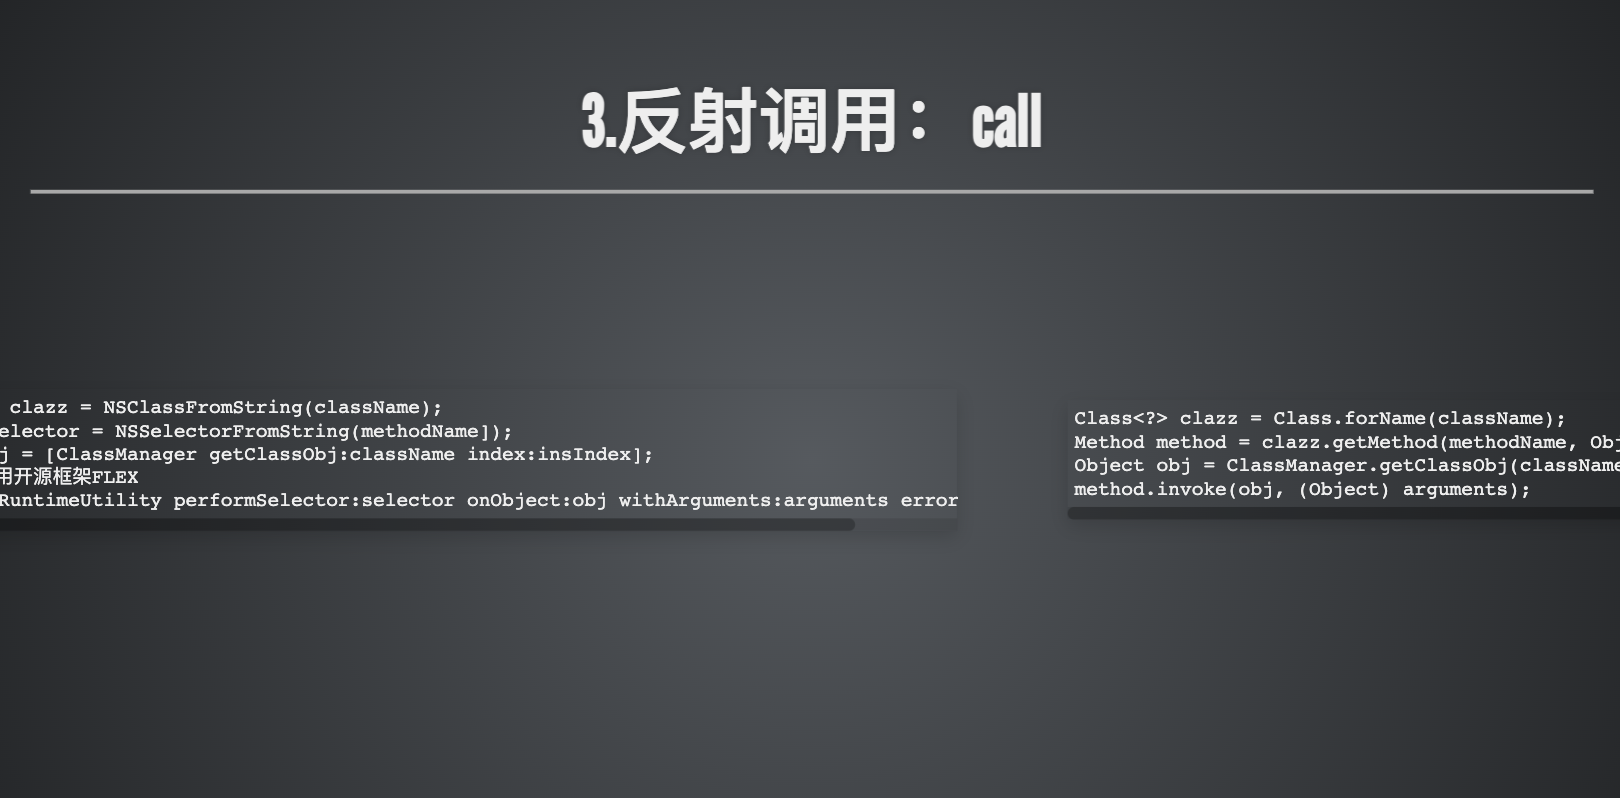 3.反射调用：call
clazz = NSClassFromString(className);
elector = NSSelectorFromString(methodName]);
j = [ClassManager getClassObj:className index:insIndex];
用开源框架FLEX
RuntimeUtility performSelector:selector onObject:obj withArguments:arguments error
Class<?> clazz = Class.forName(className);
Method method = clazz.getMethod(methodName, Obj
Object obj = ClassManager.getClassObj(className
method.invoke(obj, (Object) arguments);